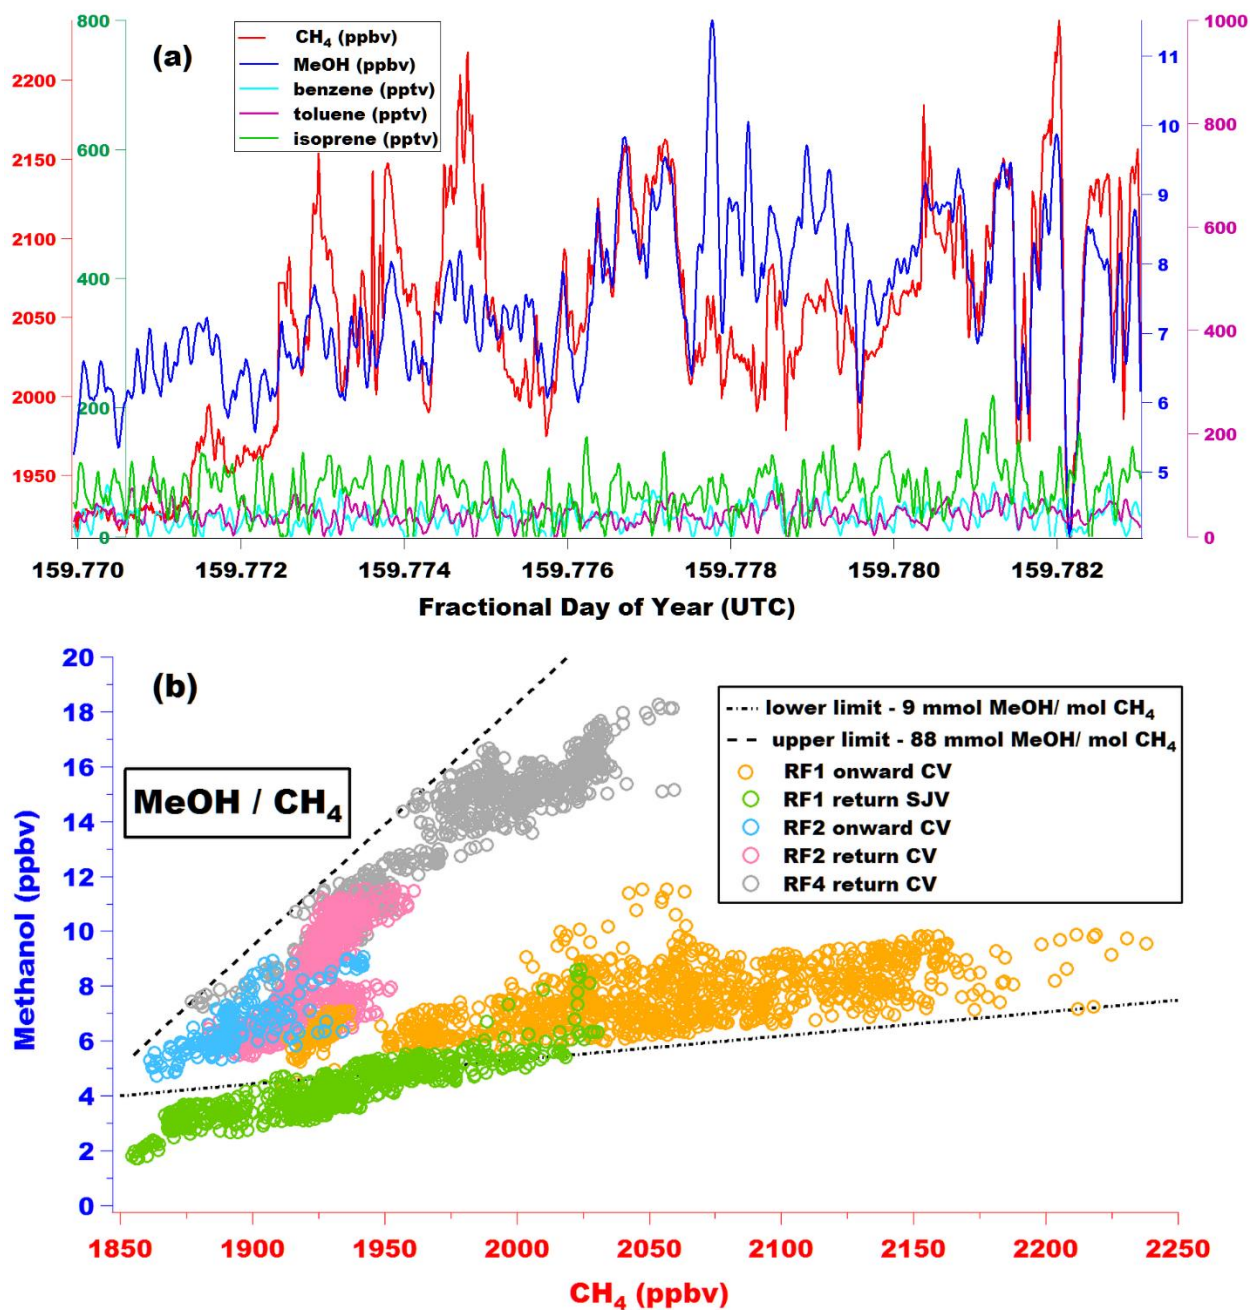 (a)
CH₄ (ppbv)
MeOH (ppbv)
benzene (pptv)
toluene (pptv)
isoprene (pptv)
2200
2150
2100
2050
2000
1950
800
600
400
200
0
11
10
9
8
7
6
5
1000
800
600
400
200
0
159.770 159.772 159.774 159.776 159.778 159.780 159.782
Fractional Day of Year (UTC)
(b)
MeOH / CH₄
lower limit - 9 mmol MeOH/ mol CH₄
upper limit - 88 mmol MeOH/ mol CH₄
RF1 onward CV
RF1 return SJV
RF2 onward CV
RF2 return CV
RF4 return CV
Methanol (ppbv)
20
18
16
14
12
10
8
6
4
2
0
1850 1900 1950 2000 2050 2100 2150 2200 2250
CH₄ (ppbv)